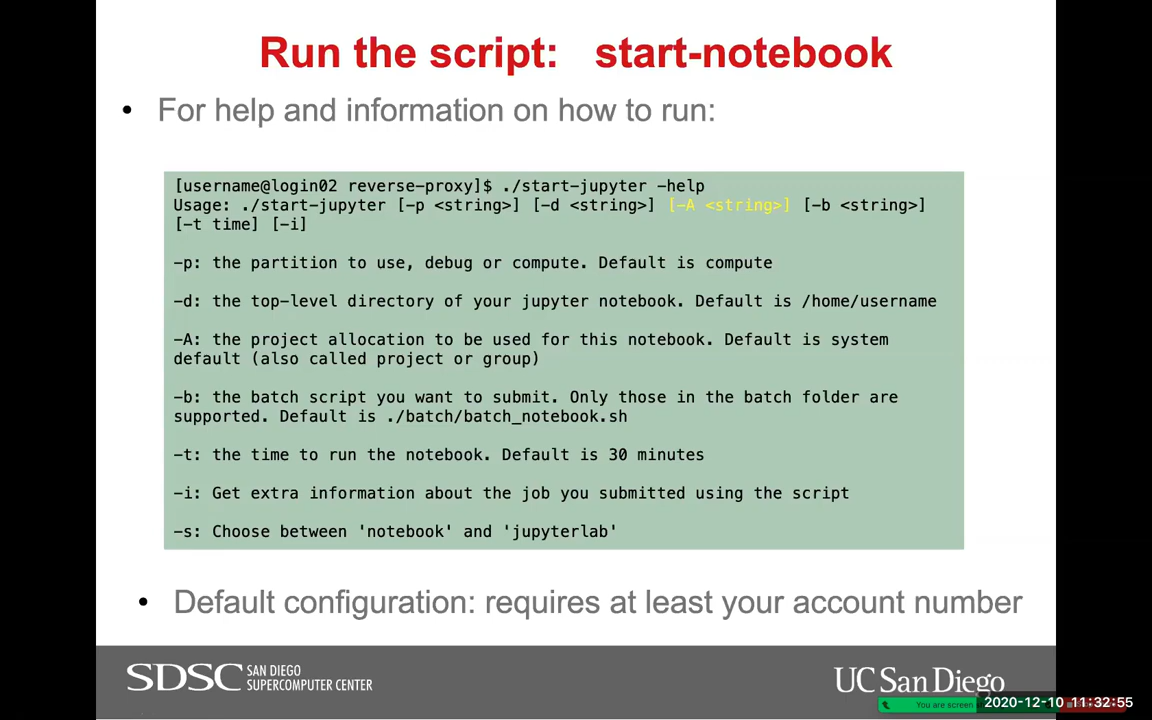 Run the script: start-notebook
• For help and information on how to run:
[username@login02 reverse-proxy]$ ./start-jupyter -help
Usage: ./start-jupyter [-p <string>] [-d <string>] [-A <string>] [-b <string>]
[-t time] [-i]
-p: the partition to use, debug or compute. Default is compute
-d: the top-level directory of your jupyter notebook. Default is /home/username
-A: the project allocation to be used for this notebook. Default is system
default (also called project or group)
-b: the batch script you want to submit. Only those in the batch folder are
supported. Default is ./batch/batch_notebook.sh
-t: the time to run the notebook. Default is 30 minutes
-i: Get extra information about the job you submitted using the script
-s: Choose between 'notebook' and 'jupyterlab'
• Default configuration: requires at least your account number
SDSC SAN DIEGO
SUPERCOMPUTER CENTER
UC San Diego
You are screen
2020-12-10 11:32:55